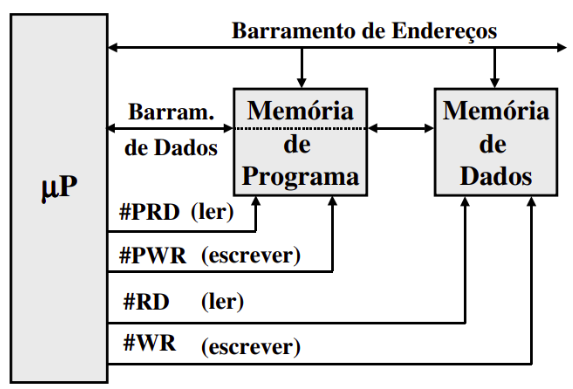 Barramento de Endereços
Barram.
de Dados
Memória
de
Programa
Memória
de
Dados
μP
#PRD (ler)
#PWR (escrever)
#RD (ler)
#WR (escrever)